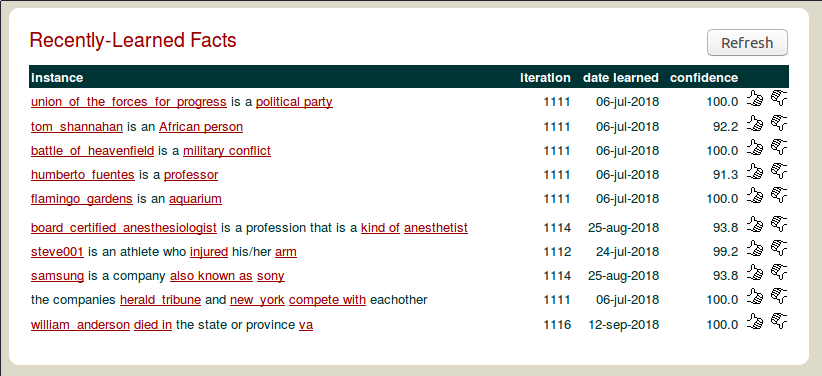 Recently-Learned Facts
Refresh
Instance iteration date learned confidence
union_of_the_forces_for_progress is a political party 1111 06-jul-2018 100.0
tom_shannahan is an African person 1111 06-jul-2018 92.2
battle_of_heavenfield is a military conflict 1111 06-jul-2018 100.0
humberto_fuentes is a professor 1111 06-jul-2018 91.3
flamingo_gardens is an aquarium 1111 06-jul-2018 100.0
board_certified_anesthesiologist is a profession that is a kind of anesthetist 1114 25-aug-2018 93.8
steve001 is an athlete who injured his/her arm 1112 24-jul-2018 99.2
samsung is a company also known as sony 1114 25-aug-2018 93.8
the companies herald_tribune and new_york compete with eachother 1111 06-jul-2018 100.0
william_anderson died in the state or province va 1116 12-sep-2018 100.0